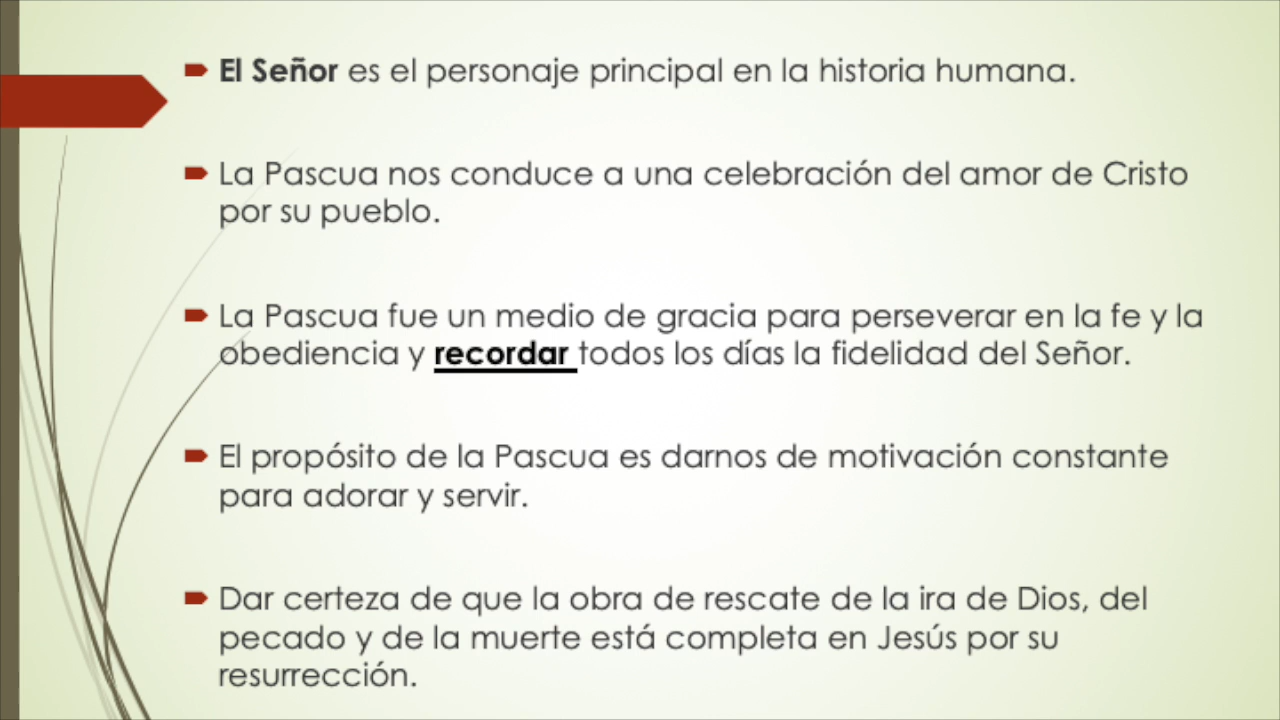 El Señor es el personaje principal en la historia humana.
La Pascua nos conduce a una celebración del amor de Cristo
por su pueblo.
La Pascua fue un medio de gracia para perseverar en la fe y la
obediencia y recordar todos los días la fidelidad del Señor.
El propósito de la Pascua es darnos de motivación constante
para adorar y servir.
Dar certeza de que la obra de rescate de la ira de Dios, del
pecado y de la muerte está completa en Jesús por su
resurrección.